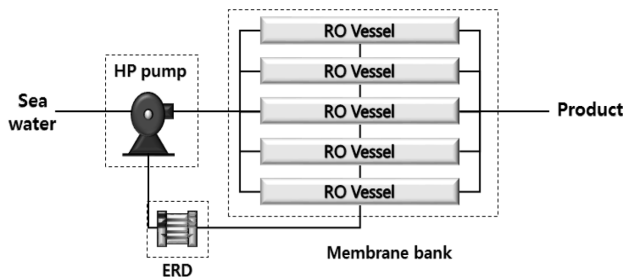 RO Vessel
HP pump
RO Vessel
Sea
water
RO Vessel
Product
RO Vessel
RO Vessel
Membrane bank
ERD